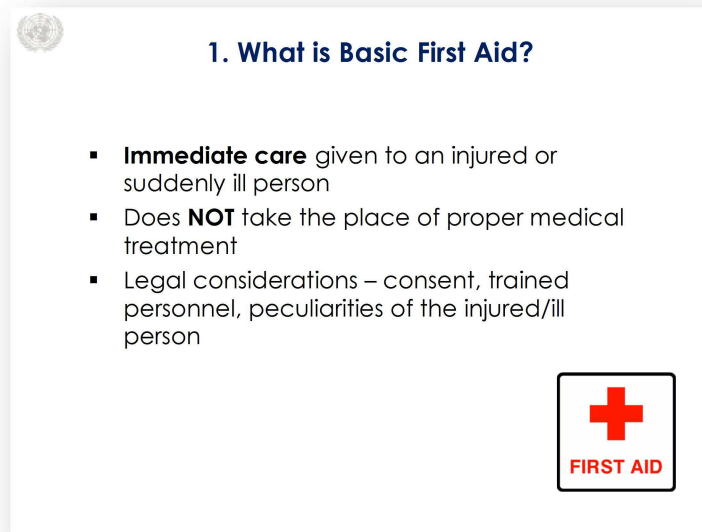 1. What is Basic First Aid?
▪ Immediate care given to an injured or
suddenly ill person
▪ Does NOT take the place of proper medical
treatment
▪ Legal considerations – consent, trained
personnel, peculiarities of the injured/ill
person
FIRST AID